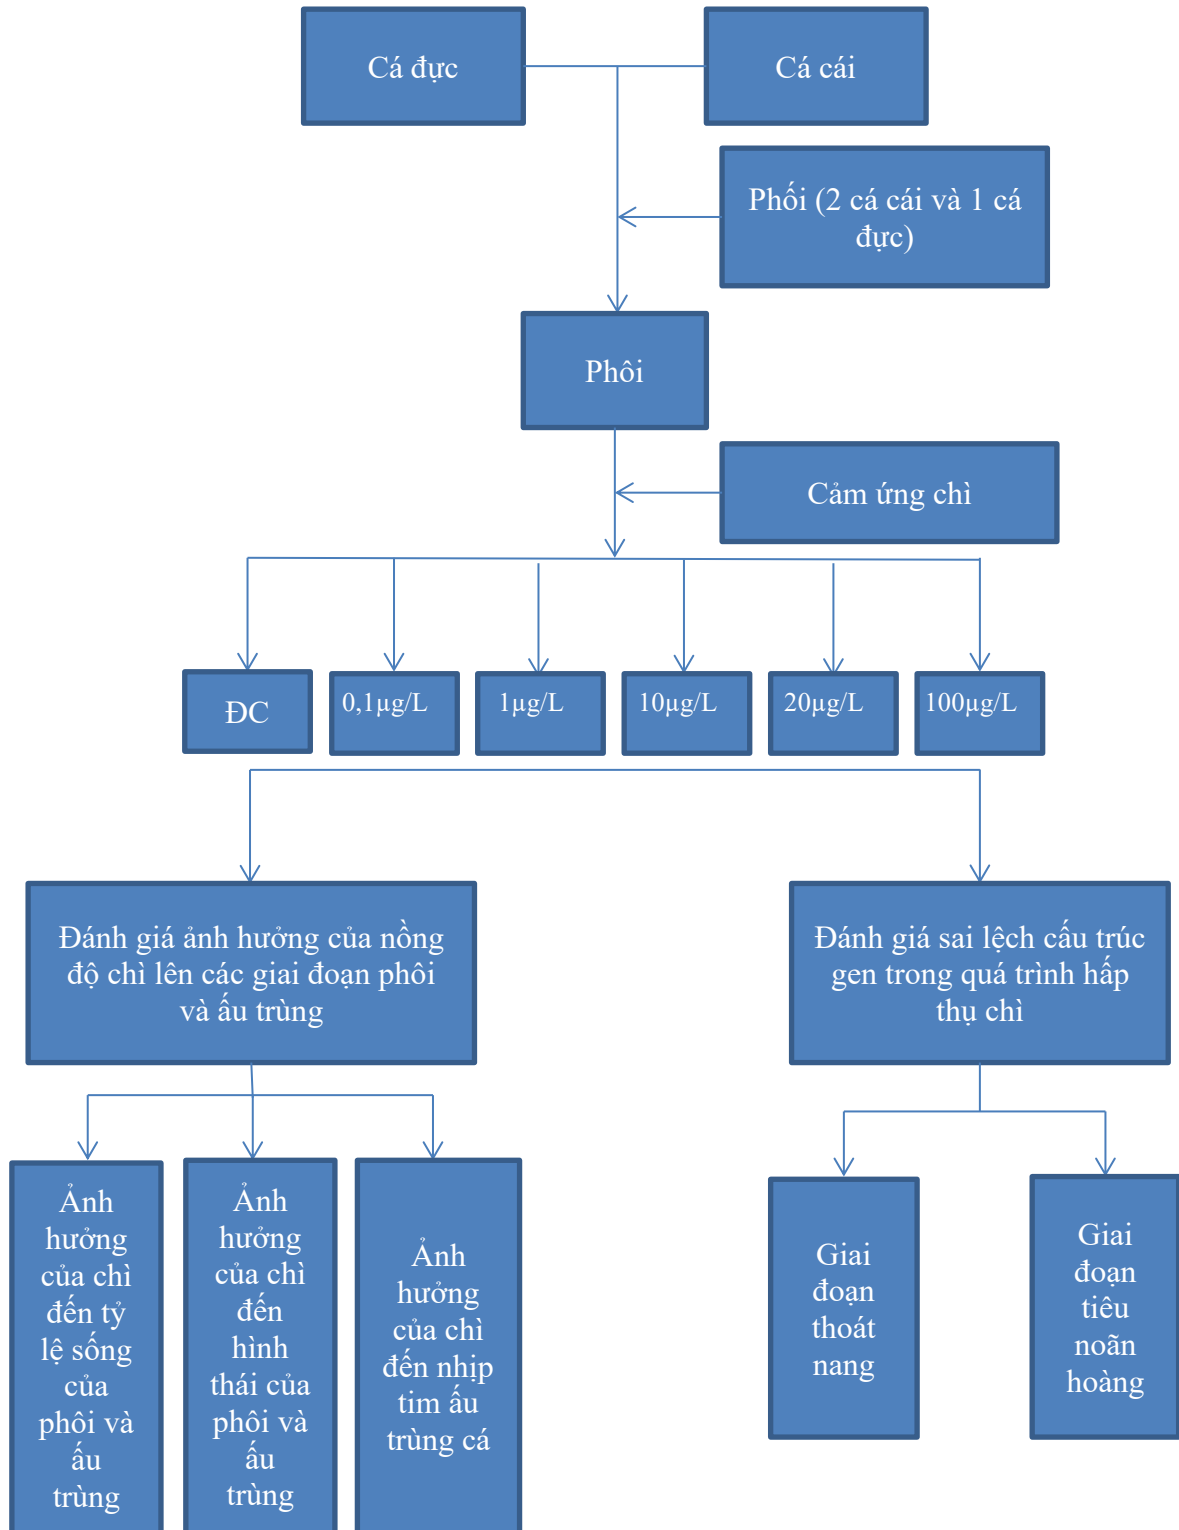 Cá đực
Cá cái
Phối (2 cá cái và 1 cá
đực)
Phôi
Cảm ứng chì
ĐC
0,1µg/L
1µg/L
10µg/L
20µg/L
100µg/L
Đánh giá ảnh hưởng của nồng
độ chì lên các giai đoạn phôi
và ấu trùng
Đánh giá sai lệch cấu trúc
gen trong quá trình hấp
thụ chì
Ảnh
hưởng
của chì
đến tỷ
lệ sống
của
phôi và
ấu
trùng
Ảnh
hưởng
của chì
đến
hình
thái của
phôi và
ấu
trùng
Ảnh
hưởng
của chì
đến nhịp
tim ấu
trùng cá
Giai
đoạn
thoát
nang
Giai
đoạn
tiêu
noãn
hoàng